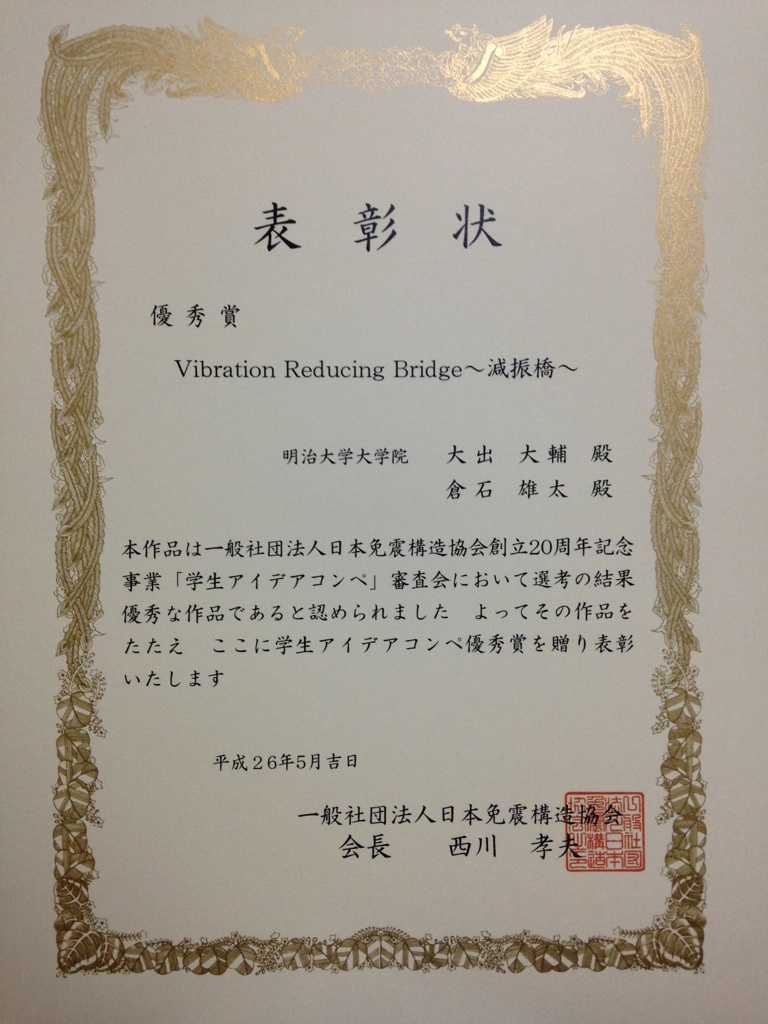 表彰状
優秀賞
Vibration Reducing Bridge～減振橋～
明治大学大学院　大出　大輔　殿
倉石　雄太　殿
本作品は一般社団法人日本免震構造協会創立20周年記念
事業「学生アイデアコンペ」審査会において選考の結果
優秀な作品であると認められました　よってその作品を
たたえ　ここに学生アイデアコンペ優秀賞を贈り表彰
いたします
平成26年5月吉日
一般社団法人日本免震構造協会
会長　西川　孝夫